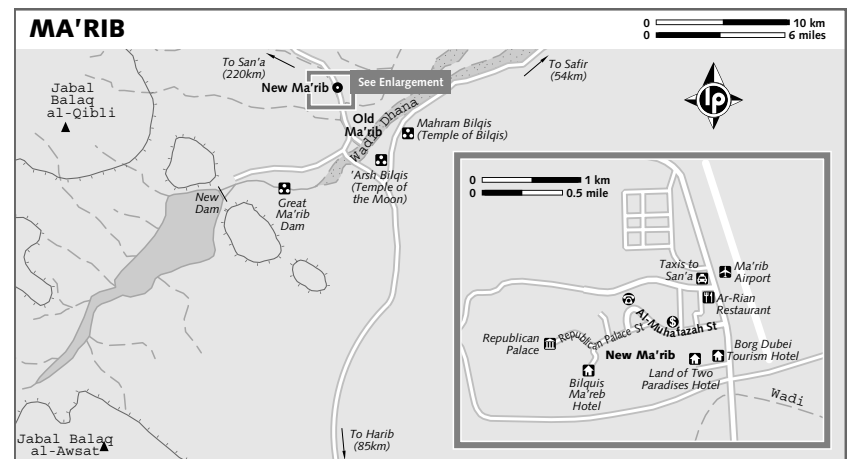 MA'RIB
0 10 km
0 6 miles
To San'a
(220km)
To Safir
(54km)
Jabal
Balaq
al-Qibli
New Ma'rib
See Enlargement
lp
Old
Ma'rib
Wadi Dhana
Mahram Bilqis
(Temple of Bilqis)
'Arsh Bilqis
(Temple of
the Moon)
New
Dam
Great
Ma'rib
Dam
0 1 km
0 0.5 mile
Taxis to
San'a
Ma'rib
Airport
Ar-Rian
Restaurant
Al-Muhafazah St
$
Republican
Palace
Republican Palace St
New Ma'rib
Borg Dubei
Tourism Hotel
Land of Two
Paradises Hotel
Bilquis
Ma'reb
Hotel
Wadi
To Harib
(85km)
Jabal Balaq
al-Awsat